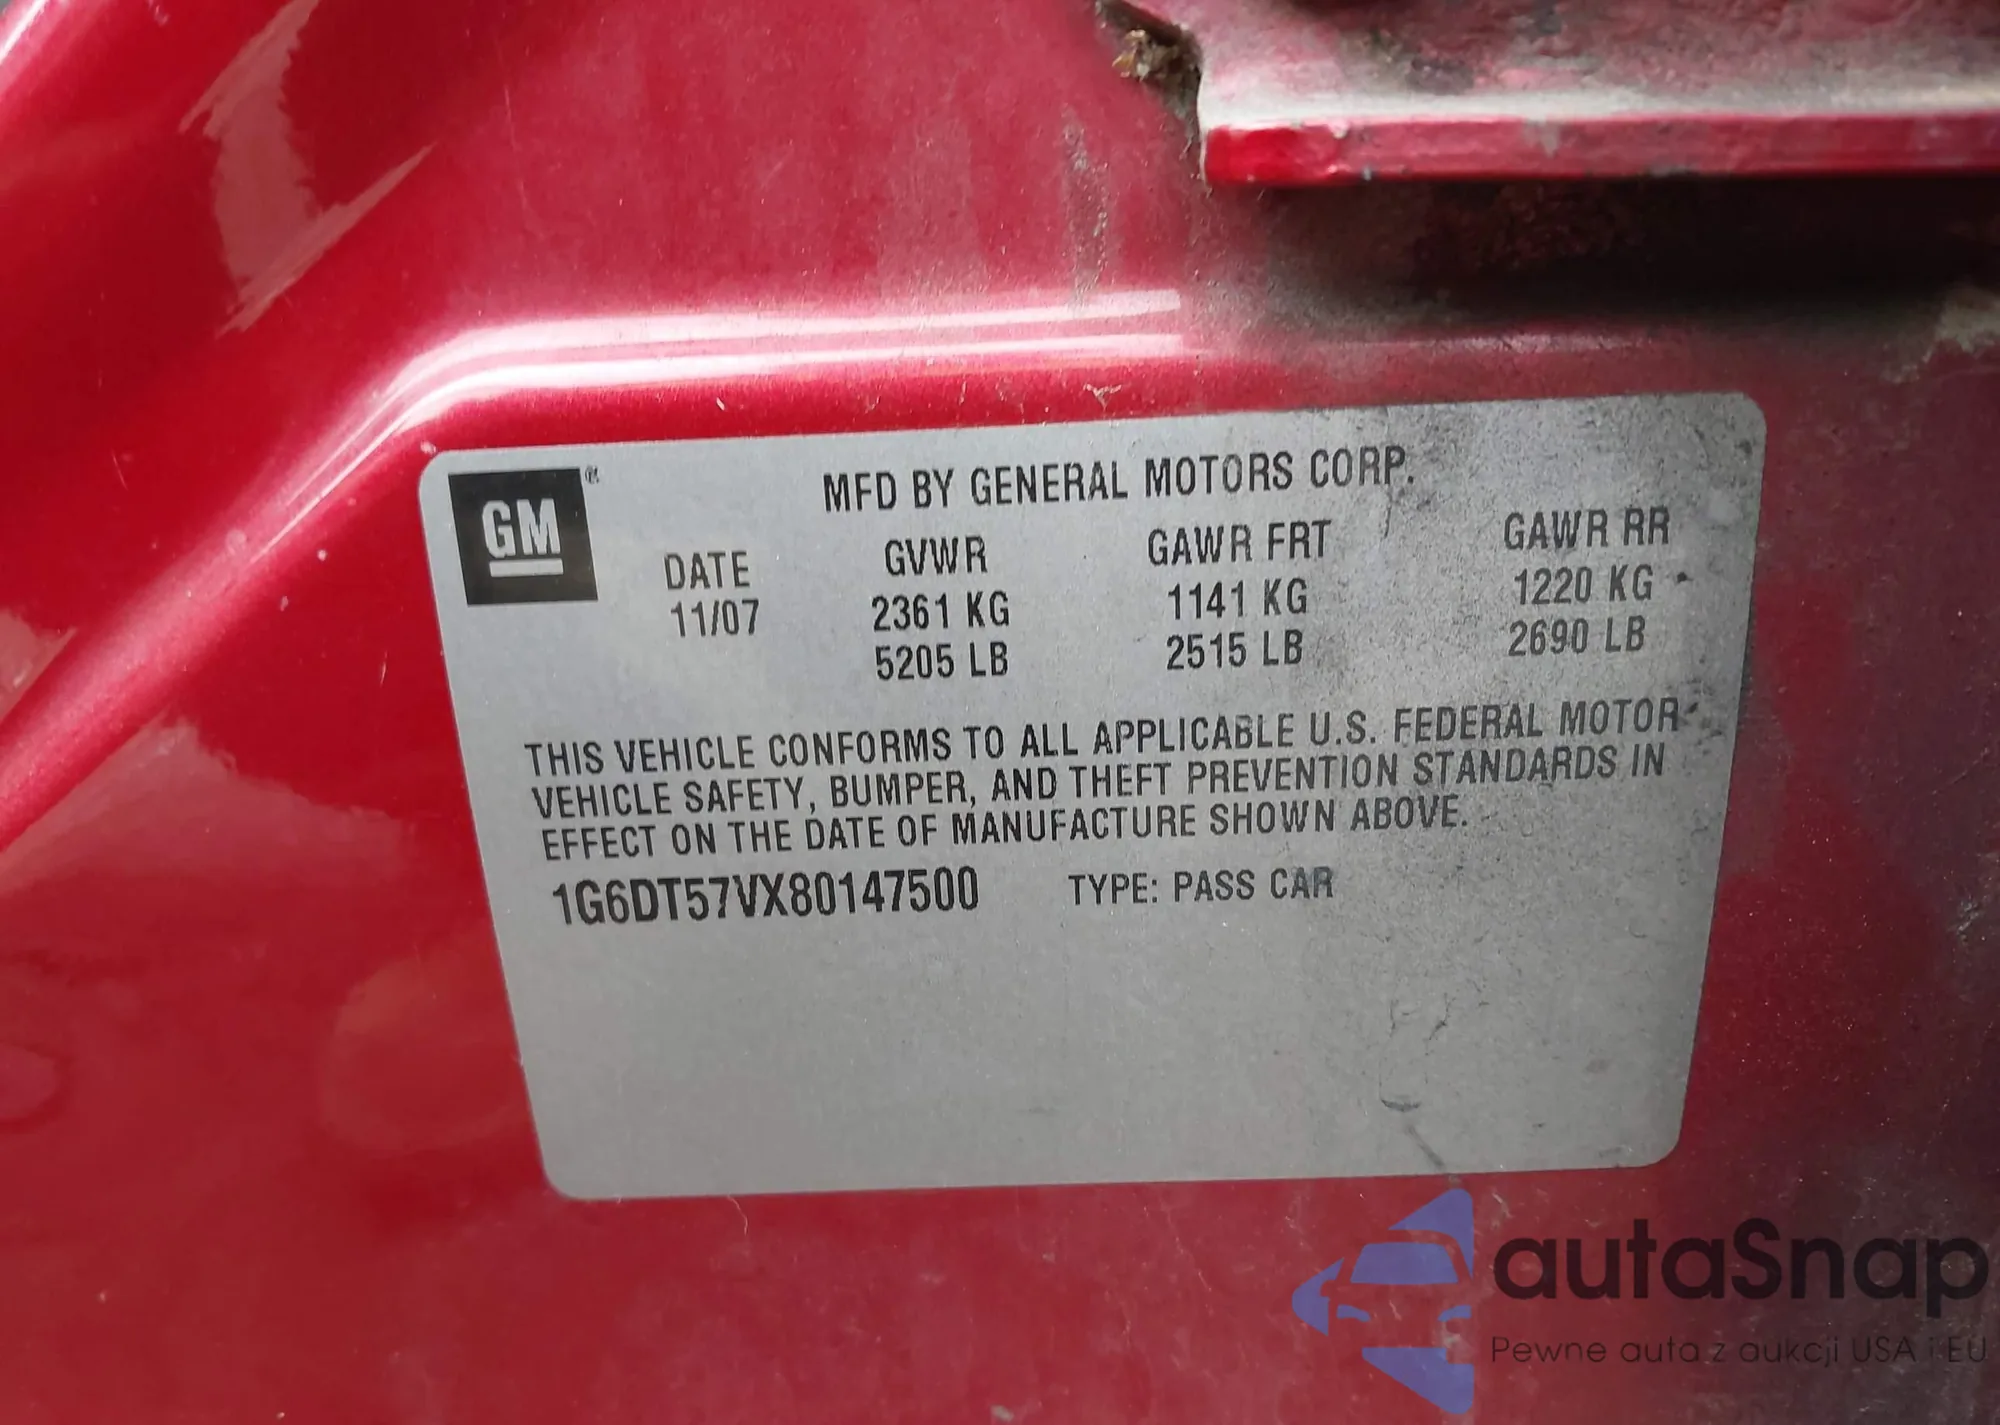 GM®
MFD BY GENERAL MOTORS CORP.
DATE GVWR GAWR FRT GAWR RR
11/07 2361 KG 1141 KG 1220 KG
5205 LB 2515 LB 2690 LB
THIS VEHICLE CONFORMS TO ALL APPLICABLE U.S. FEDERAL MOTOR
VEHICLE SAFETY, BUMPER, AND THEFT PREVENTION STANDARDS IN
EFFECT ON THE DATE OF MANUFACTURE SHOWN ABOVE.
1G6DT57VX80147500 TYPE: PASS CAR
autaSnap
Pewne auta z aukcji USA i EU